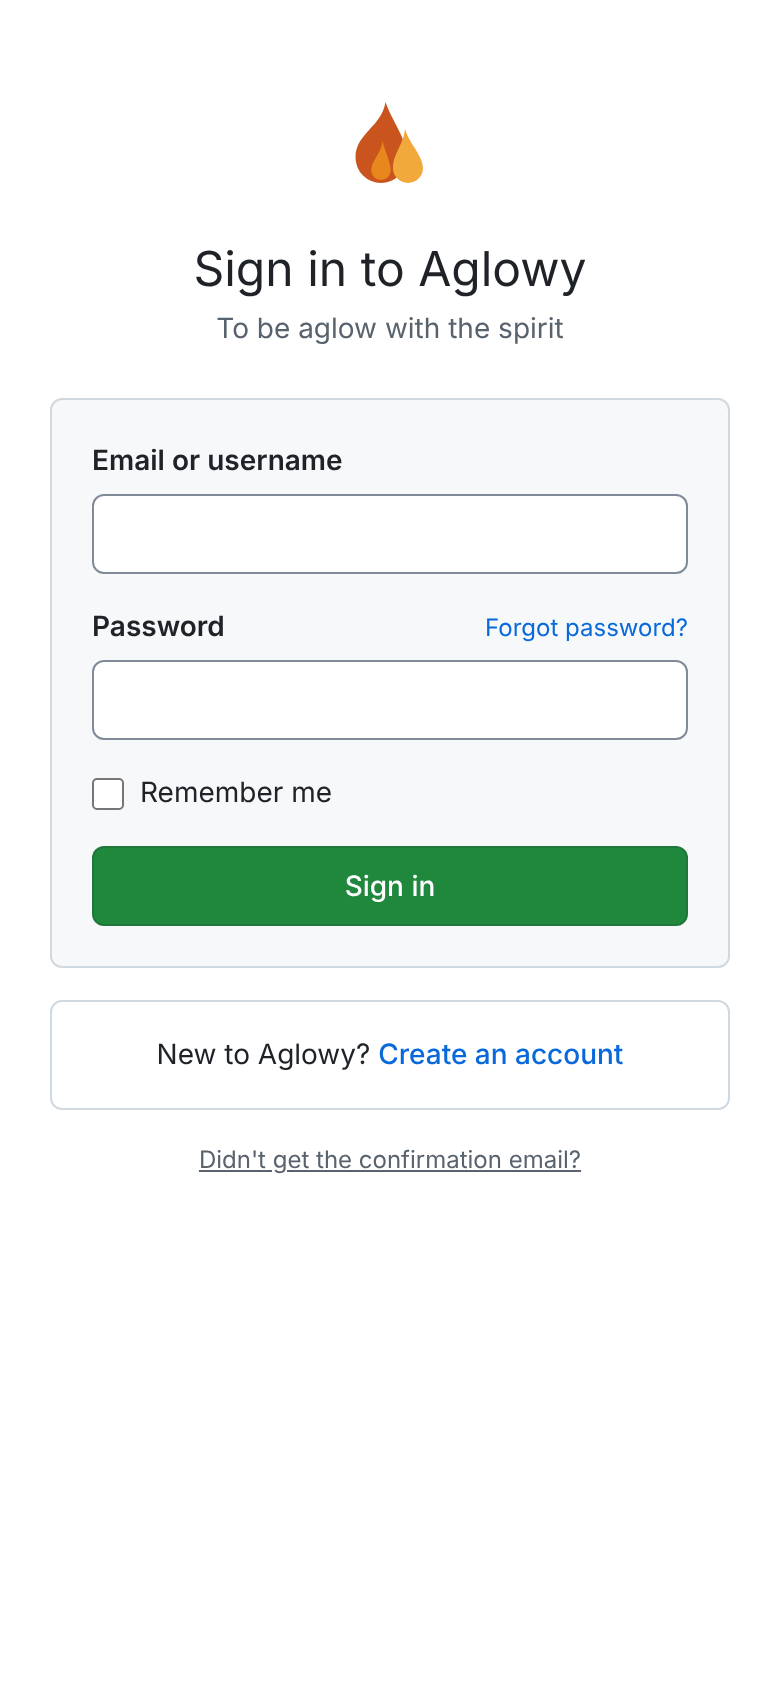 Sign in to Aglowy
To be aglow with the spirit
Email or username
Password Forgot password?
Remember me
Sign in
New to Aglowy? Create an account
Didn't get the confirmation email?